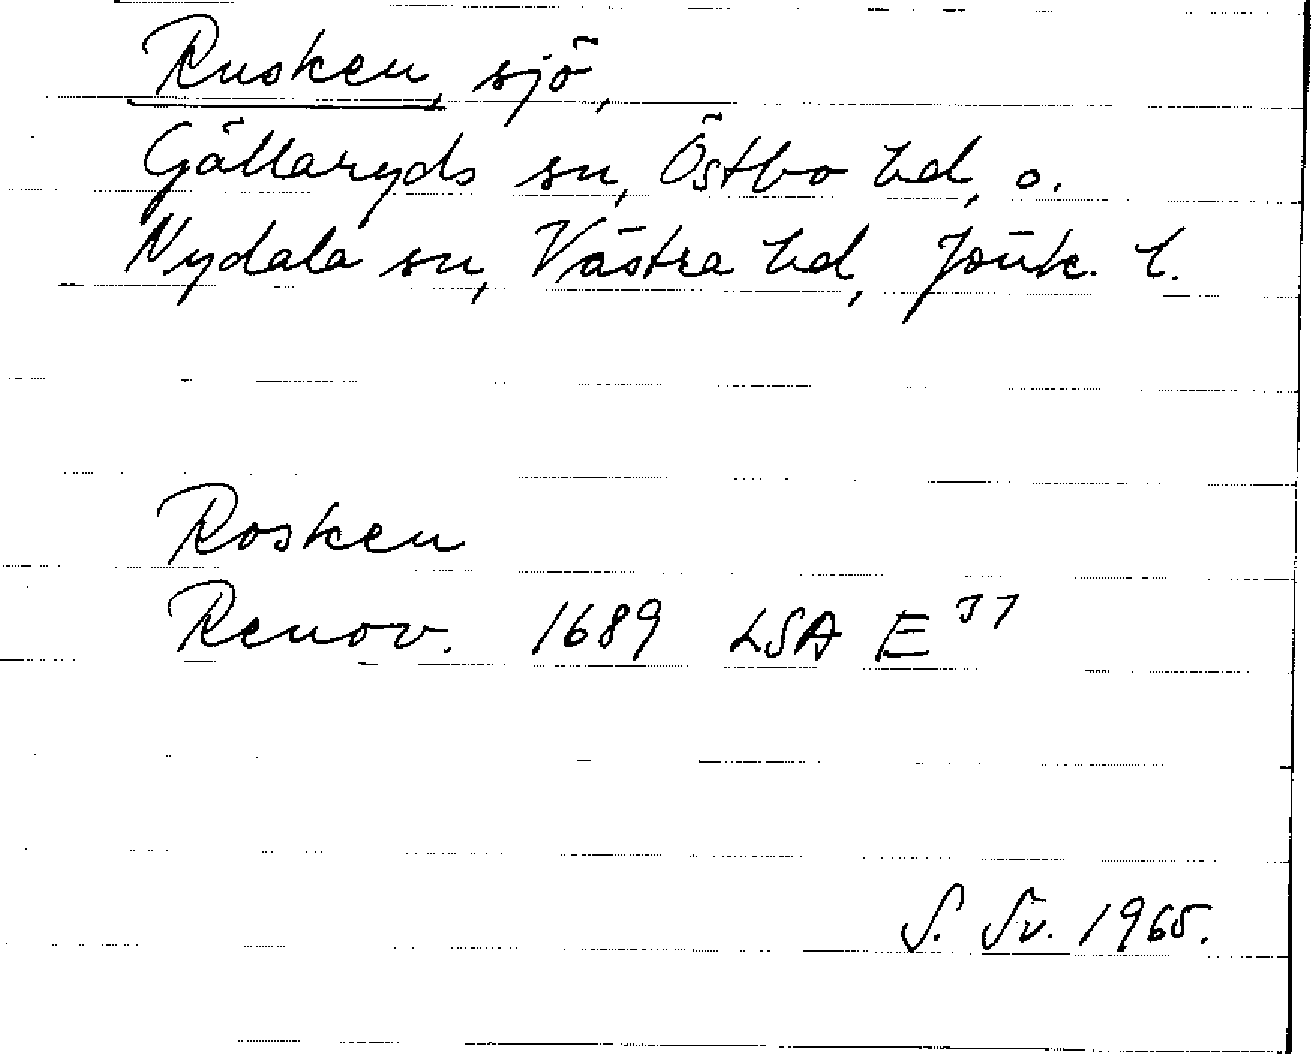 Rusken, sjö,
Gällaryds sn, Östbo hd, o.
Nydala sn, Västra hd, Jönk. l.
Rosken
Renov. 1689 LSA E 37
S. Sv. 1965.